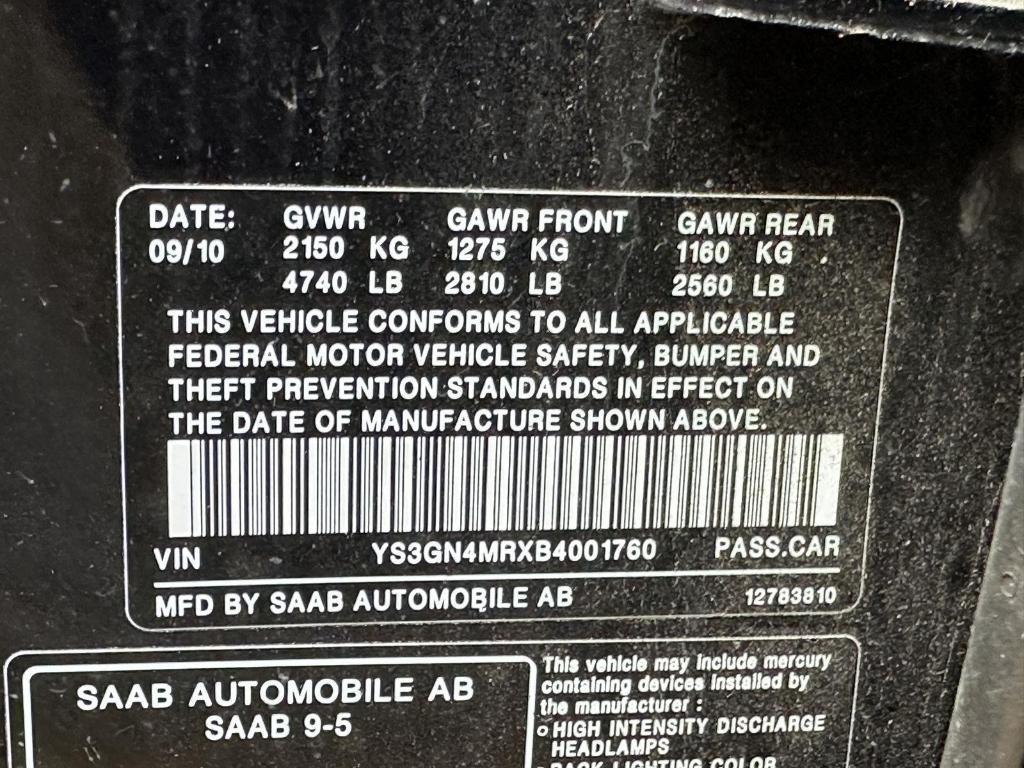 DATE: GVWR GAWR FRONT GAWR REAR
09/10 2150 KG 1275 KG 1160 KG
4740 LB 2810 LB 2560 LB
THIS VEHICLE CONFORMS TO ALL APPLICABLE
FEDERAL MOTOR VEHICLE SAFETY, BUMPER AND
THEFT PREVENTION STANDARDS IN EFFECT ON
THE DATE OF MANUFACTURE SHOWN ABOVE.
VIN YS3GN4MRXB4001760 PASS.CAR
MFD BY SAAB AUTOMOBILE AB 12783810
SAAB AUTOMOBILE AB
SAAB 9-5
This vehicle may include mercury
containing devices installed by
the manufacturer :
o HIGH INTENSITY DISCHARGE
HEADLAMPS
BACK LIGHTING COLOR